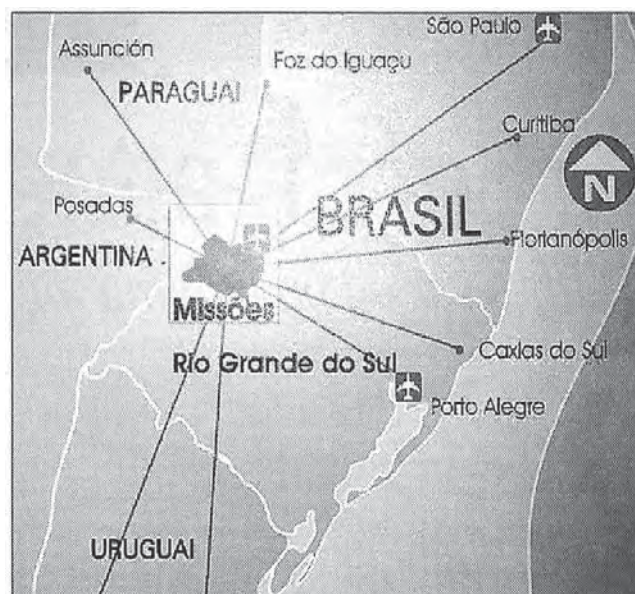 São Paulo
Assunción
Foz do Iguaçu
PARAGUAI
Curitiba
N
Posadas
BRASIL
Florianópolis
ARGENTINA
Missões
Rio Grande do Sul
Caxias do Sul
Porto Alegre
URUGUAI